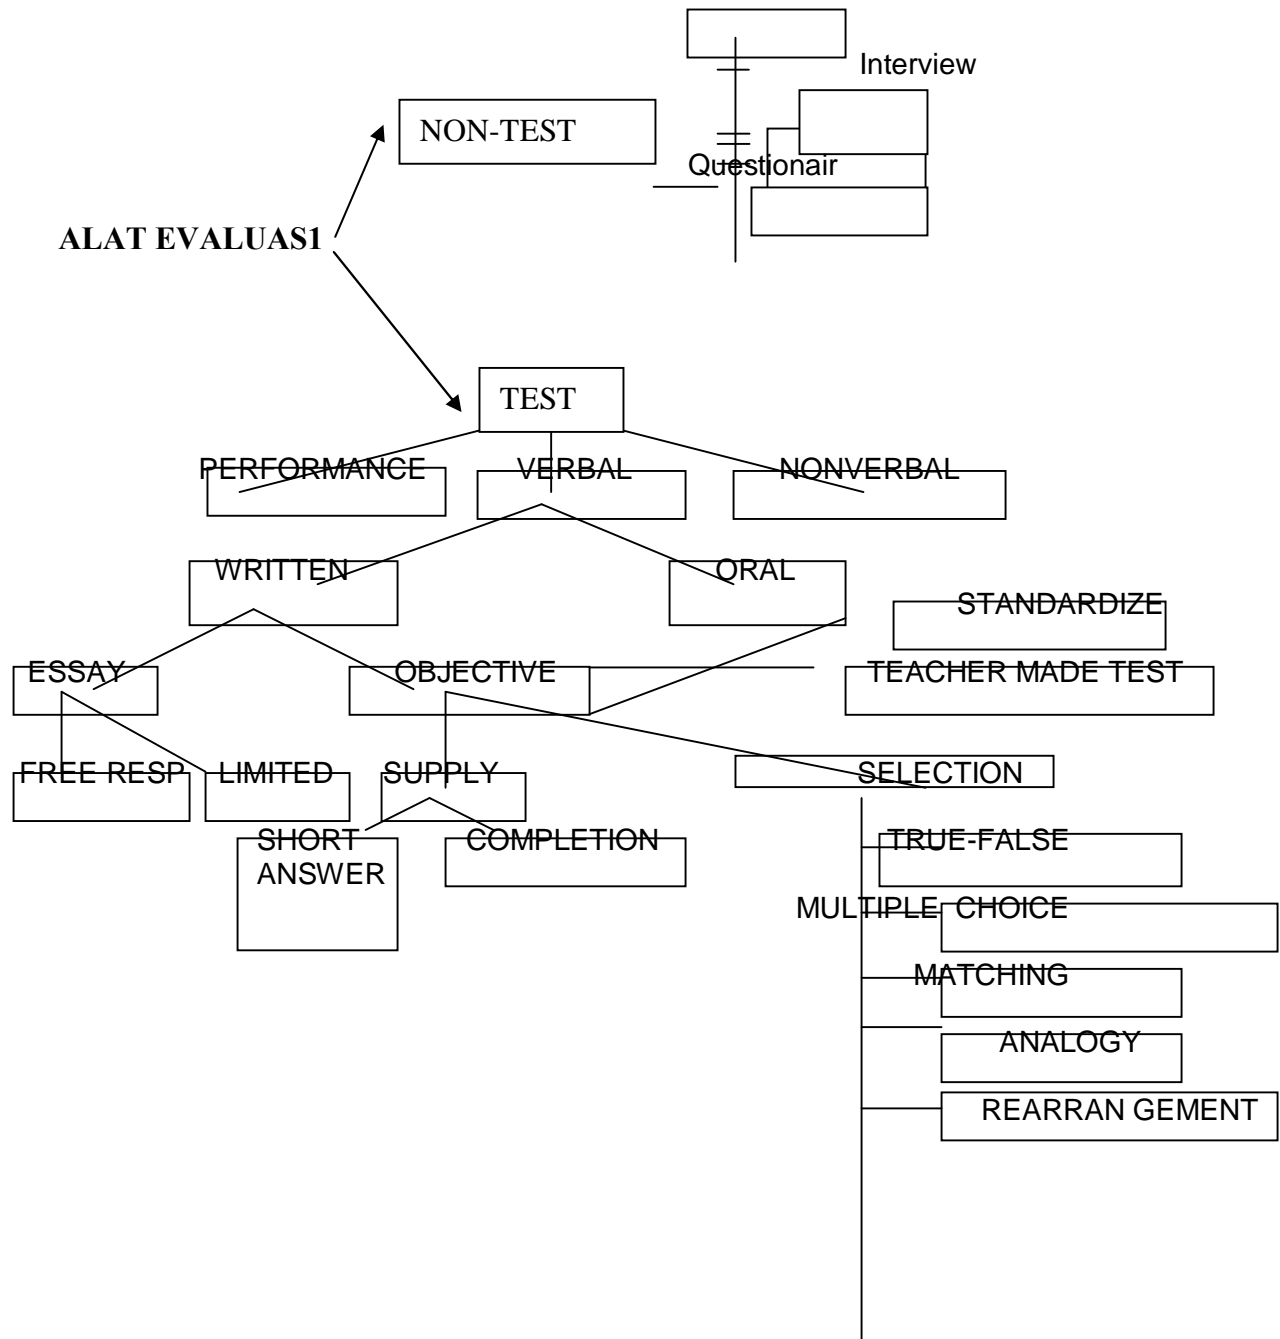 Interview
NON-TEST
Questionair
ALAT EVALUAS1
TEST
PERFORMANCE
VERBAL
NONVERBAL
WRITTEN
ORAL
STANDARDIZE
ESSAY
OBJECTIVE
TEACHER MADE TEST
FREE RESP
LIMITED
SUPPLY
SELECTION
SHORT
ANSWER
COMPLETION
TRUE-FALSE
MULTIPLE CHOICE
MATCHING
ANALOGY
REARRAN GEMENT